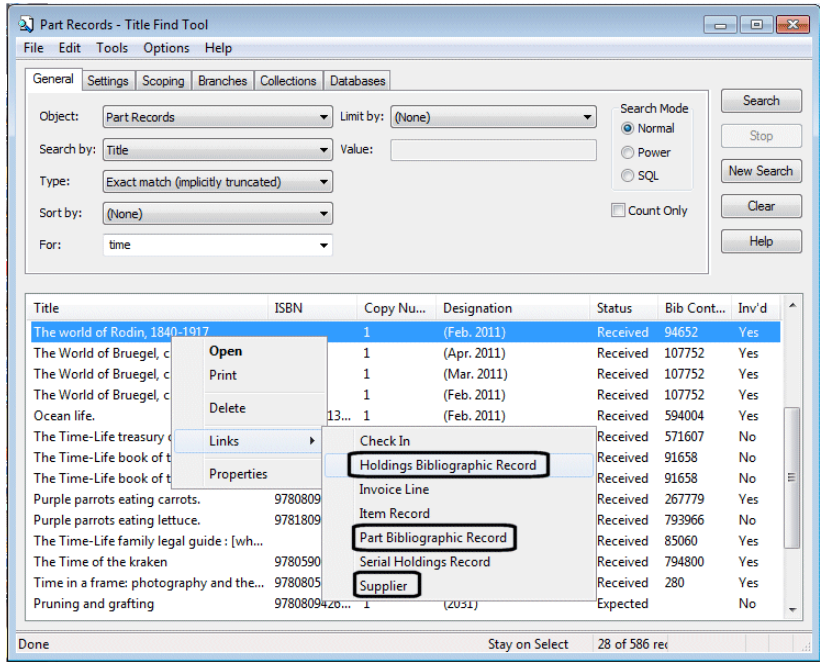 Part Records - Title Find Tool
File Edit Tools Options Help
General Settings Scoping Branches Collections Databases
Object: Part Records Limit by: (None)
Search by: Title Value:
Type: Exact match (implicitly truncated)
Sort by: (None)
For: time
Search Mode
Normal
Power
SQL
Count Only
Search
Stop
New Search
Clear
Help
Title ISBN Copy Nu... Designation Status Bib Cont... Inv'd
The world of Rodin, 1840-1917 1 (Feb. 2011) Received 94652 Yes
The World of Bruegel, c 1 (Apr. 2011) Received 107752 Yes
The World of Bruegel, c 1 (Mar. 2011) Received 107752 Yes
The World of Bruegel, c 1 (Feb. 2011) Received 107752 Yes
Ocean life. 13... 1 (Feb. 2011) Received 594004 Yes
The Time-Life treasury Received 571607 No
The Time-Life book of t Received 91658 No
The Time-Life book of t Received 91658 No
Purple parrots eating carrots. 9780809 Received 267779 Yes
Purple parrots eating lettuce. 9781809 Received 793966 No
The Time-Life family legal guide : [wh... Received 85060 Yes
The Time of the kraken 9780590 Received 794800 Yes
Time in a frame: photography and the... 9780805 Received 280 Yes
Pruning and grafting 9780809426... 1 (2031) Expected No
Open
Print
Delete
Links
Properties
Check In
Holdings Bibliographic Record
Invoice Line
Item Record
Part Bibliographic Record
Serial Holdings Record
Supplier
Done Stay on Select 28 of 586 rec